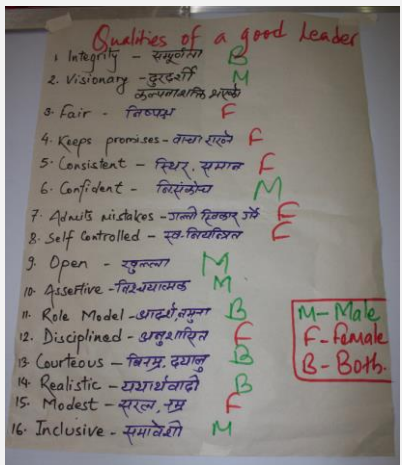 Qualities of a good Leader
1. Integrity - सम्पूर्णता B
2. Visionary - दुरदर्शी M
कल्पनाशक्ति भएको
3. Fair - निष्पक्ष F
4. Keeps promises - वाचा राख्ने F
5. Consistent - स्थिर, समान F
6. Confident - निसंकोच M
7. Admits mistakes - गल्ती स्विकार गर्ने F
8. Self Controlled - स्व-नियन्त्रित F
9. Open - खुल्ला M
10. Assertive - निश्चयात्मक M
11. Role Model - आदर्श, नमुना B
12. Disciplined - अनुशासित F
13. Courteous - विनम्र, दयालु B
14. Realistic - यथार्थवादी B
15. Modest - सरल, नम्र F
16. Inclusive - समावेशी M
M - Male
F - Female
B - Both.